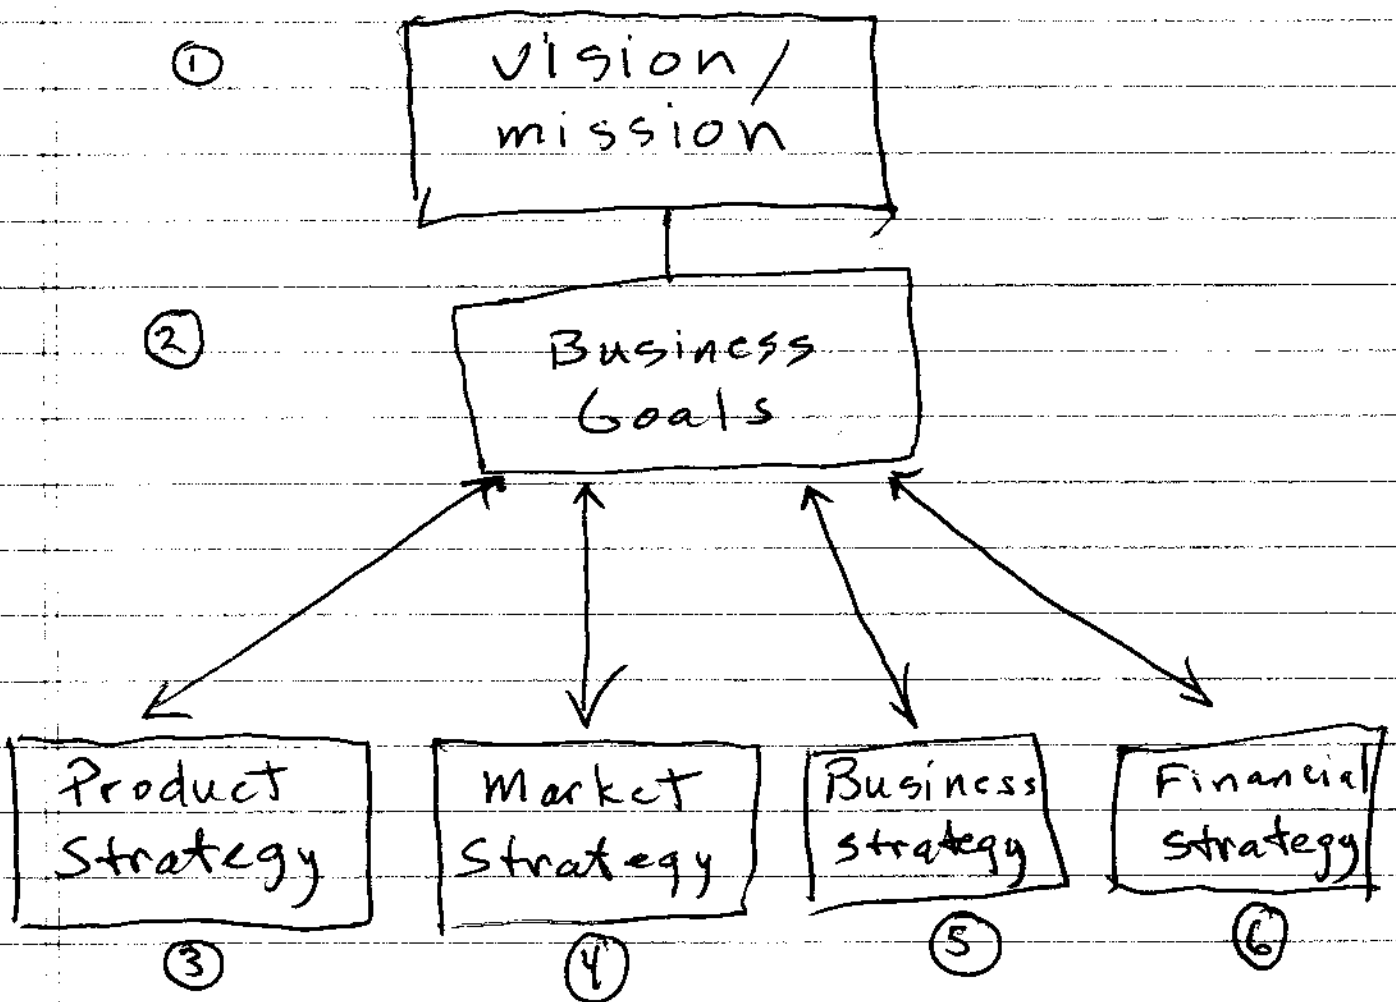 ①
vision/
mission
②
Business
Goals
Product
Strategy
Market
Strategy
Business
strategy
Financial
strategy
③
④
⑤
⑥